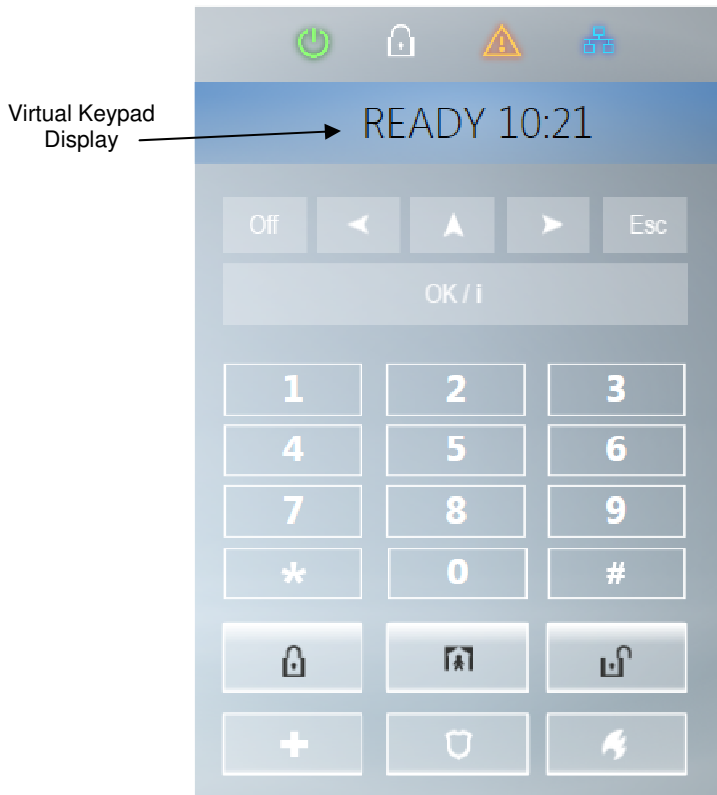 Virtual Keypad
Display
READY 10:21
Off
Esc
OK / i
1 2 3
4 5 6
7 8 9
* 0 #